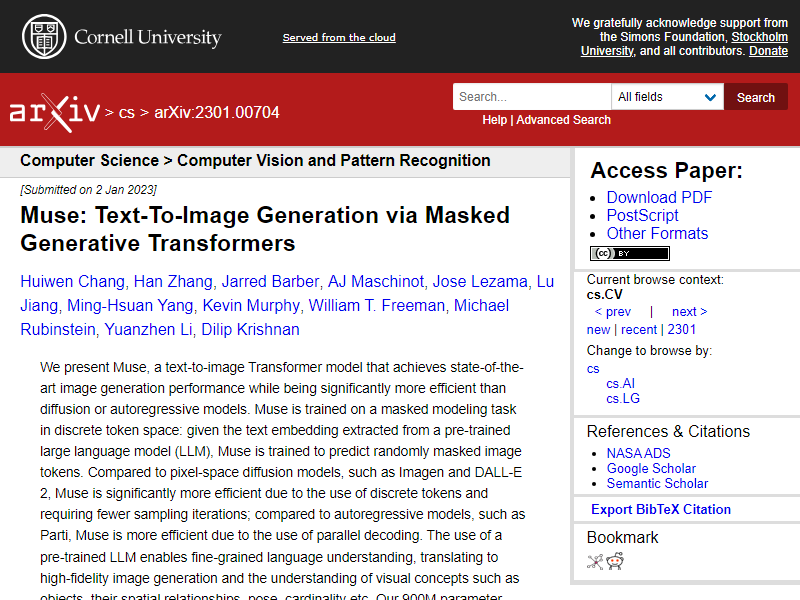 Cornell University
Served from the cloud
We gratefully acknowledge support from
the Simons Foundation, Stockholm
University, and all contributors. Donate
arXiv > cs > arXiv:2301.00704
Search...
All fields
Search
Help | Advanced Search
Computer Science > Computer Vision and Pattern Recognition
[Submitted on 2 Jan 2023]
Muse: Text-To-Image Generation via Masked
Generative Transformers
Huiwen Chang, Han Zhang, Jarred Barber, AJ Maschinot, Jose Lezama, Lu
Jiang, Ming-Hsuan Yang, Kevin Murphy, William T. Freeman, Michael
Rubinstein, Yuanzhen Li, Dilip Krishnan
We present Muse, a text-to-image Transformer model that achieves state-of-the-
art image generation performance while being significantly more efficient than
diffusion or autoregressive models. Muse is trained on a masked modeling task
in discrete token space: given the text embedding extracted from a pre-trained
large language model (LLM), Muse is trained to predict randomly masked image
tokens. Compared to pixel-space diffusion models, such as Imagen and DALL-E
2, Muse is significantly more efficient due to the use of discrete tokens and
requiring fewer sampling iterations; compared to autoregressive models, such as
Parti, Muse is more efficient due to the use of parallel decoding. The use of a
pre-trained LLM enables fine-grained language understanding, translating to
high-fidelity image generation and the understanding of visual concepts such as
objects, their spatial relationships, pose, cardinality etc. Our 900M parameter
Access Paper:
Download PDF
PostScript
Other Formats
(cc) BY
Current browse context:
cs.CV
< prev | next >
new | recent | 2301
Change to browse by:
cs
cs.AI
cs.LG
References & Citations
NASA ADS
Google Scholar
Semantic Scholar
Export BibTeX Citation
Bookmark